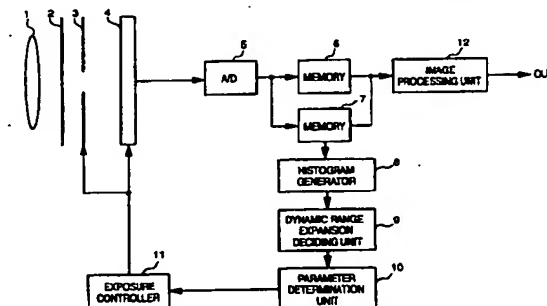 1 2 3 4
5
A/D
6
MEMORY
7
MEMORY
12
IMAGE
PROCESSING UNIT
OU
HISTOGRAM
GENERATOR
8
DYNAMIC RANGE
EXPANSION
DECIDING UNIT
9
11
EXPOSURE
CONTROLLER
PARAMETER
DETERMINATION
UNIT
10